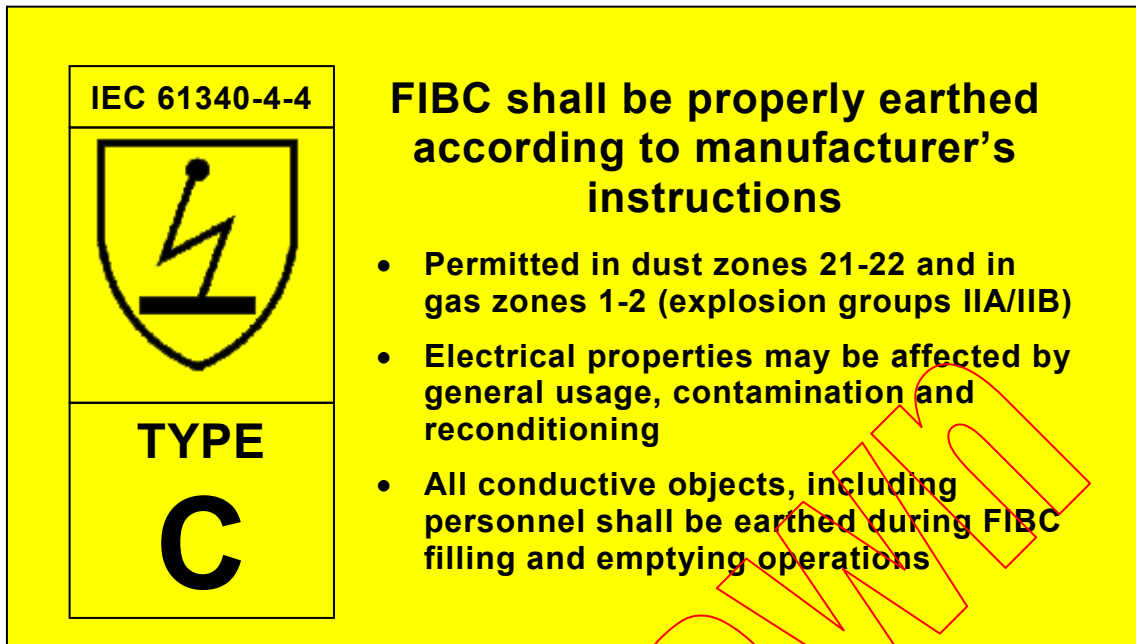 IEC 61340-4-4
TYPE
C
FIBC shall be properly earthed
according to manufacturer’s
instructions
• Permitted in dust zones 21-22 and in
gas zones 1-2 (explosion groups IIA/IIB)
• Electrical properties may be affected by
general usage, contamination and
reconditioning
• All conductive objects, including
personnel shall be earthed during FIBC
filling and emptying operations